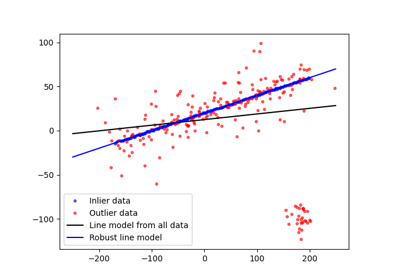 100
50
0
−50
−100
Inlier data
Outlier data
Line model from all data
Robust line model
−200
−100
0
100
200